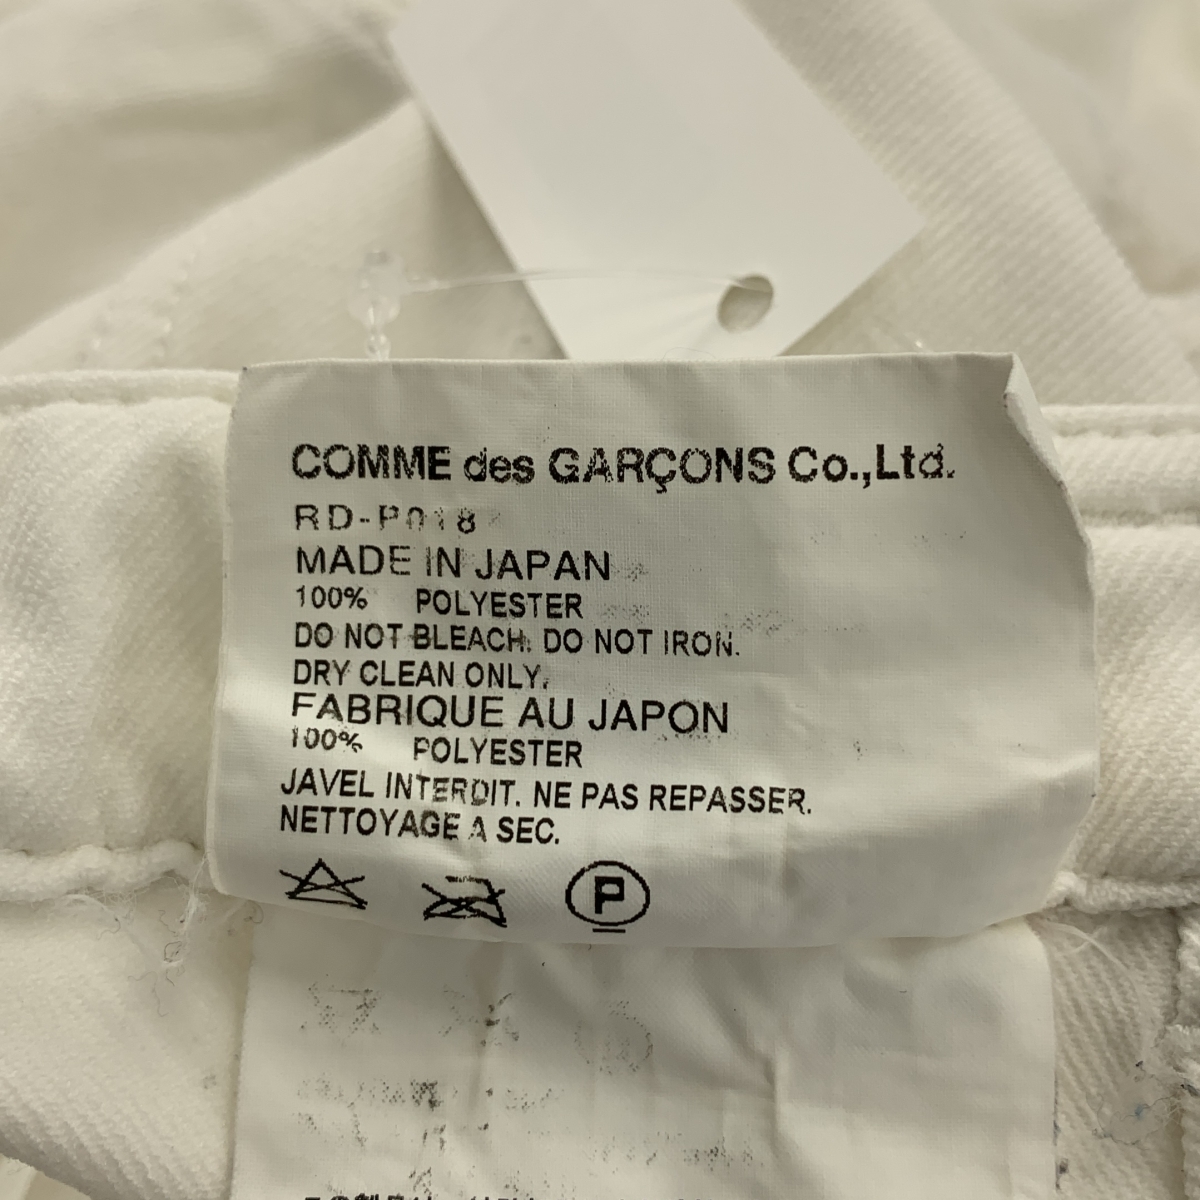 COMME des GARÇONS Co.,Ltd.
RD-P018
MADE IN JAPAN
100% POLYESTER
DO NOT BLEACH. DO NOT IRON.
DRY CLEAN ONLY.
FABRIQUE AU JAPON
100% POLYESTER
JAVEL INTERDIT. NE PAS REPASSER.
NETTOYAGE A SEC.
P